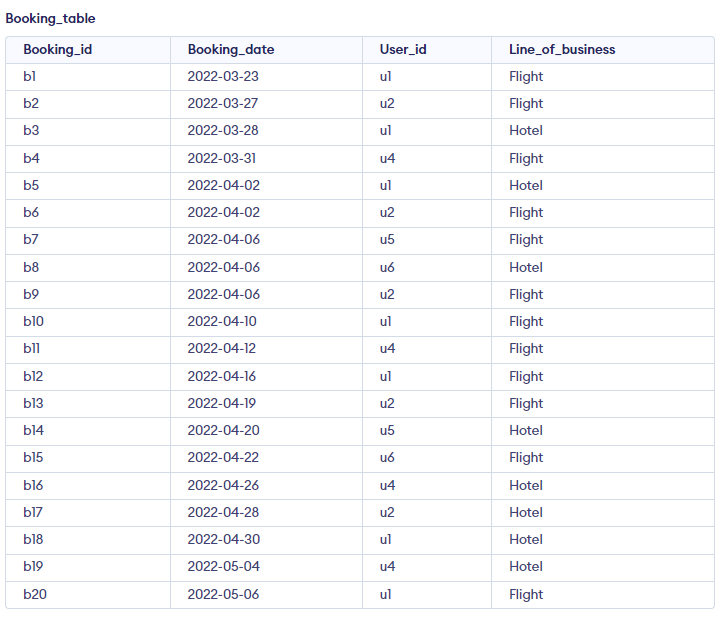 Booking_table
Booking_id Booking_date User_id Line_of_business
b1 2022-03-23 u1 Flight
b2 2022-03-27 u2 Flight
b3 2022-03-28 u1 Hotel
b4 2022-03-31 u4 Flight
b5 2022-04-02 u1 Hotel
b6 2022-04-02 u2 Flight
b7 2022-04-06 u5 Flight
b8 2022-04-06 u6 Hotel
b9 2022-04-06 u2 Flight
b10 2022-04-10 u1 Flight
b11 2022-04-12 u4 Flight
b12 2022-04-16 u1 Flight
b13 2022-04-19 u2 Flight
b14 2022-04-20 u5 Hotel
b15 2022-04-22 u6 Flight
b16 2022-04-26 u4 Hotel
b17 2022-04-28 u2 Hotel
b18 2022-04-30 u1 Hotel
b19 2022-05-04 u4 Hotel
b20 2022-05-06 u1 Flight